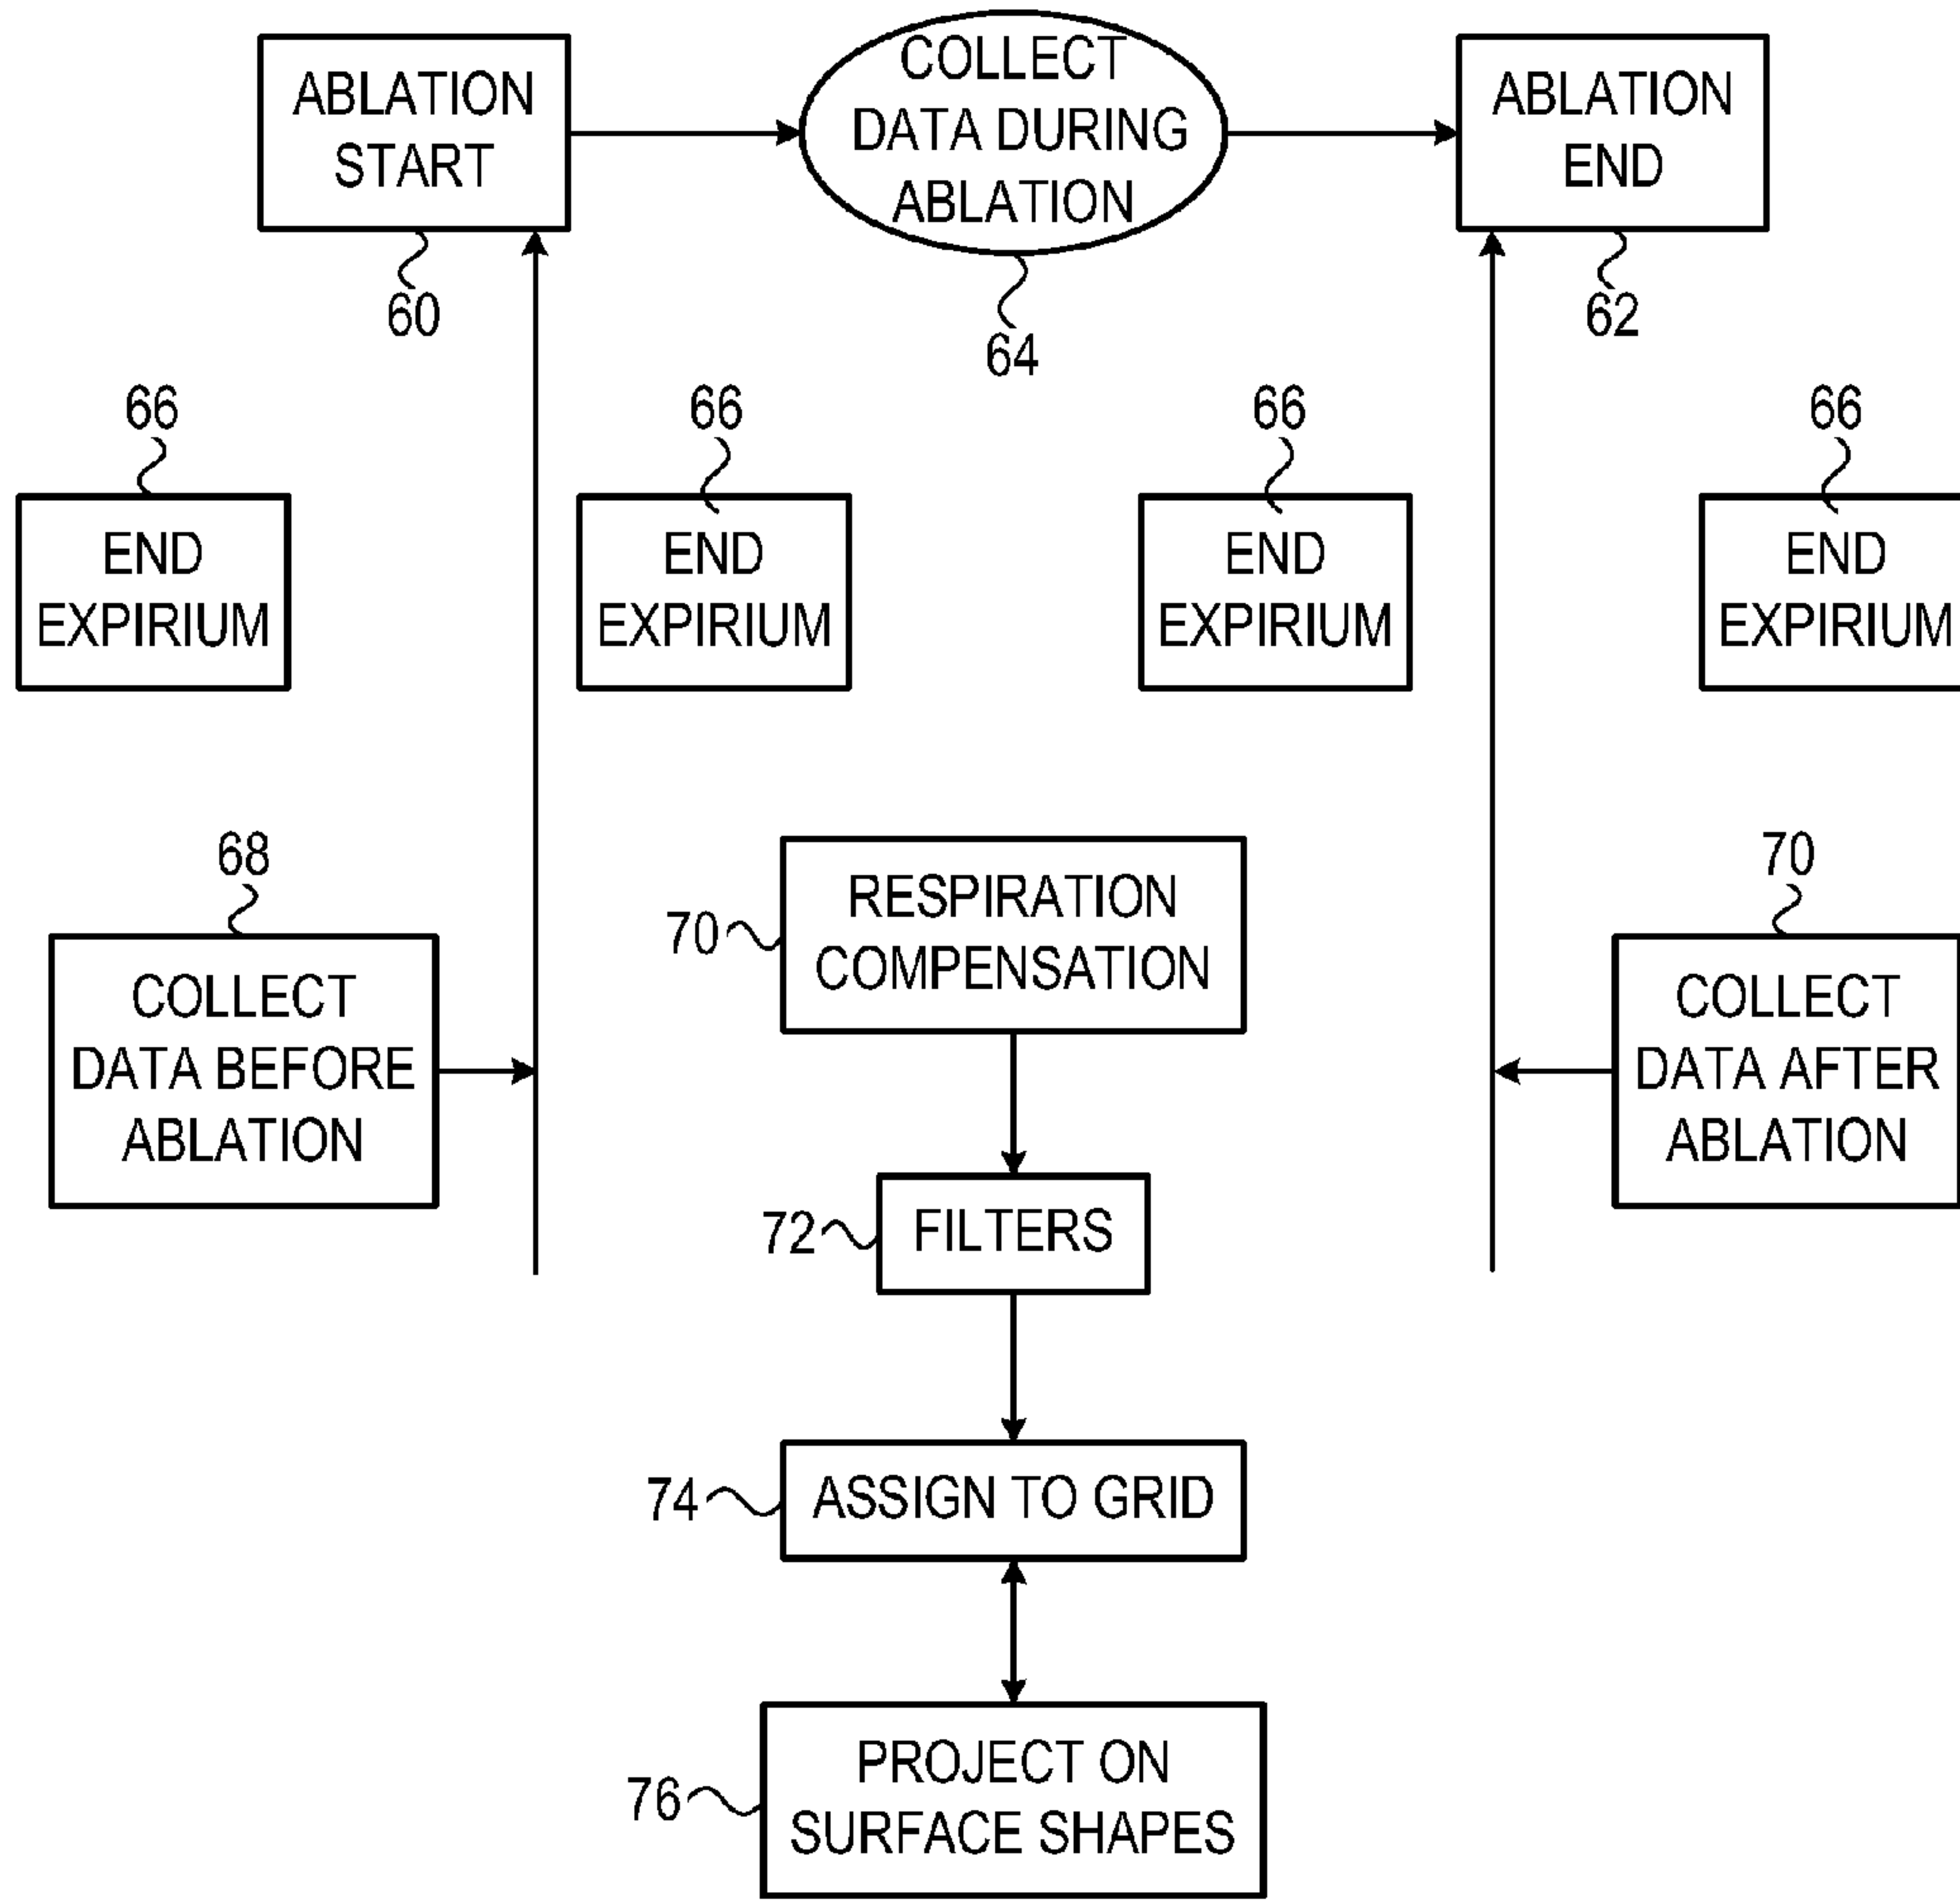 ABLATION
START
COLLECT
DATA DURING
ABLATION
ABLATION
END
60
64
62
66
66
66
66
END
EXPIRIUM
END
EXPIRIUM
END
EXPIRIUM
END
EXPIRIUM
68
COLLECT
DATA BEFORE
ABLATION
70
RESPIRATION
COMPENSATION
70
COLLECT
DATA AFTER
ABLATION
72
FILTERS
74
ASSIGN TO GRID
76
PROJECT ON
SURFACE SHAPES